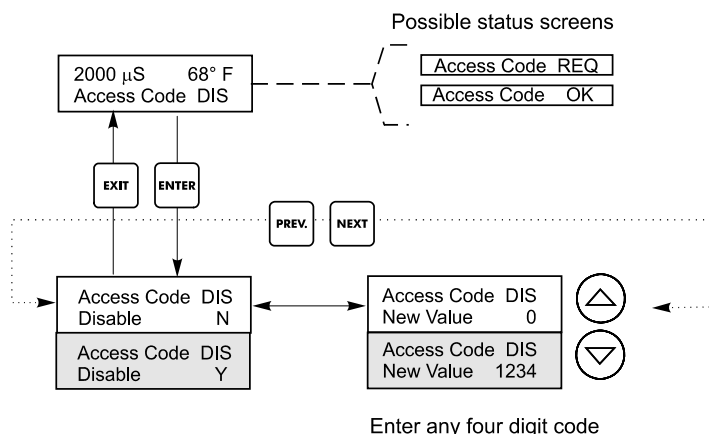 Possible status screens
2000 µS 68° F
Access Code DIS
Access Code REQ
Access Code OK
EXIT
ENTER
PREV.
NEXT
Access Code DIS
Disable N
Access Code DIS
Disable Y
Access Code DIS
New Value 0
Access Code DIS
New Value 1234
Enter any four digit code